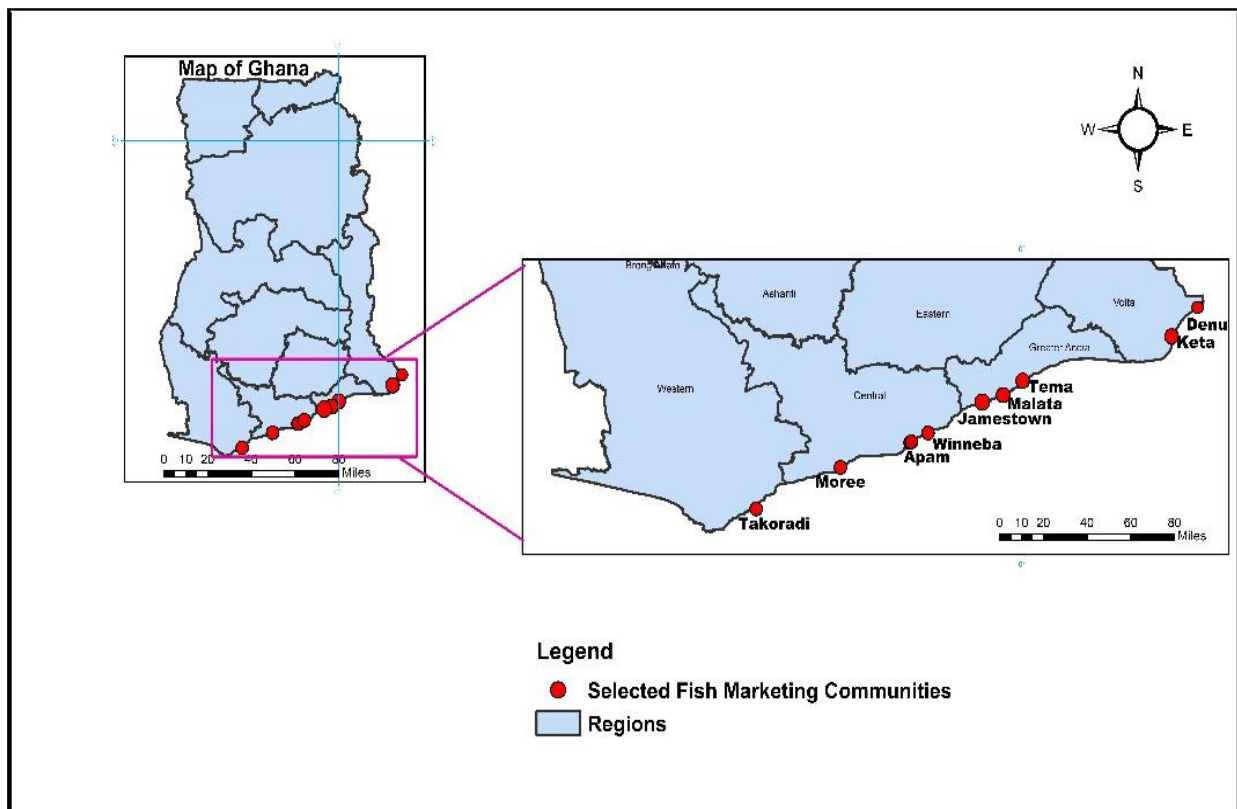 Map of Ghana
0 10 20 40 60 80
Miles
N
W E
S
0°
Brong Ahafo
Ashanti
Eastern
Volta
Denu
Keta
Greater Accra
Western
Central
Tema
Malata
Jamestown
Winneba
Apam
Moree
Takoradi
0 10 20 40 60 80
Miles
0°
Legend
Selected Fish Marketing Communities
Regions